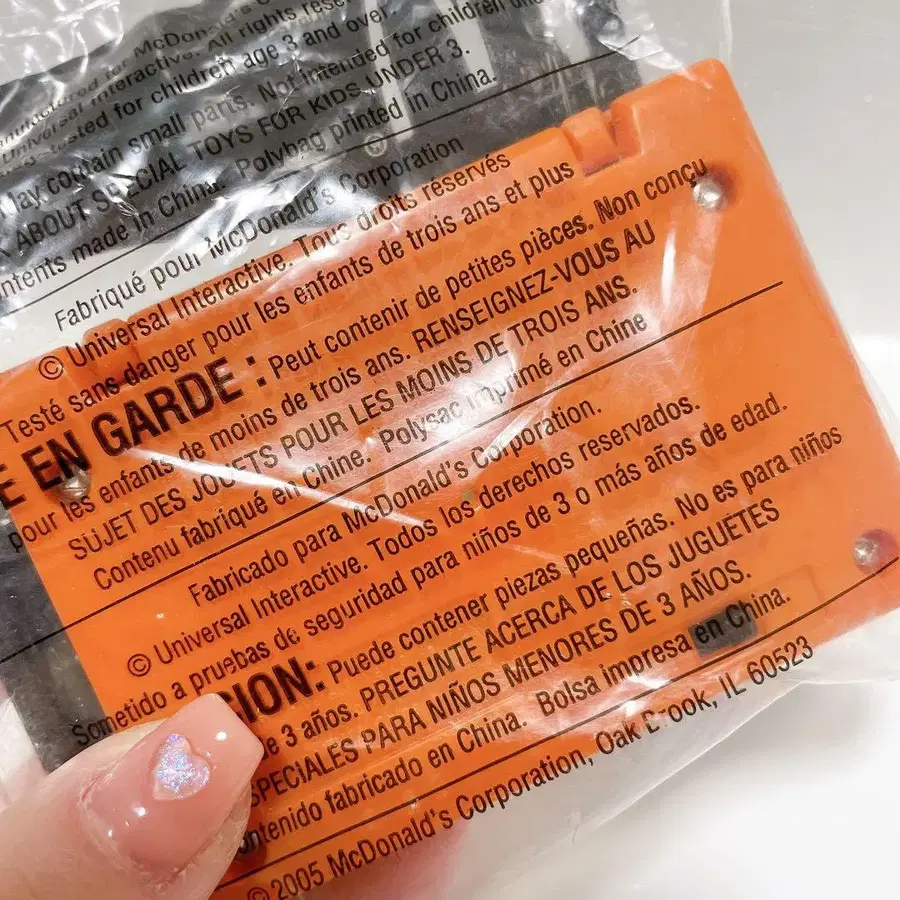 Manufactured for McDonald's C
Universal Interactive. All rights reser
tested for children age 3 and over.
May contain small parts. Not intended for children und
K ABOUT SPECIAL TOYS FOR KIDS UNDER 3.
ntents made in China. Polybag printed in China.
Fabriqué pour McDonald's Corporation
© Universal Interactive. Tous droits réservés
Testé sans danger pour les enfants de trois ans et plus
E EN GARDE : Peut contenir de petites pièces. Non conçu
pour les enfants de moins de trois ans. RENSEIGNEZ-VOUS AU
SUJET DES JOUETS POUR LES MOINS DE TROIS ANS.
Contenu fabriqué en Chine. Polysac imprimé en Chine
Fabricado para McDonald's Corporation.
© Universal Interactive. Todos los derechos reservados.
Sometido a pruebas de seguridad para niños de 3 o más años de edad.
CION: Puede contener piezas pequeñas. No es para niños
de 3 años. PREGUNTE ACERCA DE LOS JUGUETES
SPECIALES PARA NIÑOS MENORES DE 3 AÑOS.
ontenido fabricado en China. Bolsa impresa en China.
© 2005 McDonald's Corporation, Oak Brook, IL 60523